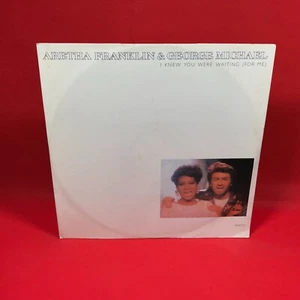 ARETHA FRANKLIN & GEORGE MICHAEL
I KNEW YOU WERE WAITING (FOR ME)